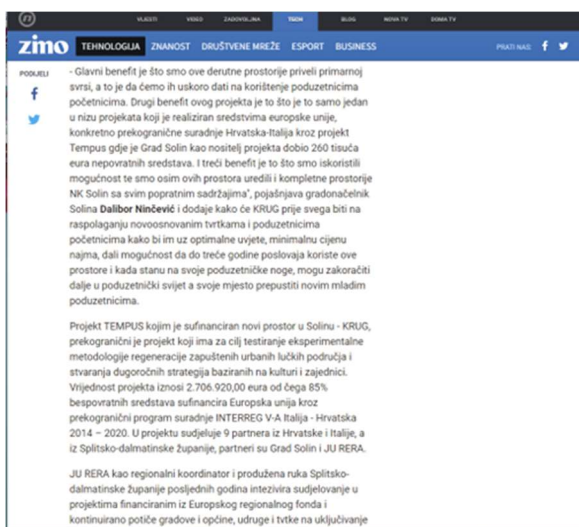 VIJESTI VIDEO ZADOVOLJNA TECH BLOG NOVA TV DOMA TV
zimo TEHNOLOGIJA ZNANOST DRUŠTVENE MREŽE ESPORT BUSINESS PRATI NAS
PODIJELI
- Glavni benefit je što smo ove derutne prostorije priveli primarnoj
svrsi, a to je da ćemo ih uskoro dati na korištenje poduzetnicima
početnicima. Drugi benefit ovog projekta je to što je to samo jedan
u nizu projekata koji je realiziran sredstvima europske unije,
konkretno prekogranične suradnje Hrvatska-Italija kroz projekt
Tempus gdje je Grad Solin kao nositelj projekta dobio 260 tisuća
eura nepovratnih sredstava. I treći benefit je to što smo iskoristili
mogućnost te smo osim ovih prostora uredili i kompletne prostorije
NK Solin sa svim popratnim sadržajima", pojašnjava gradonačelnik
Solina Dalibor Ninčević i dodaje kako će KRUG prije svega biti na
raspolaganju novoosnovanim tvrtkama i poduzetnicima
početnicima kako bi im uz optimalne uvjete, minimalnu cijenu
najma, dali mogućnost da do treće godine poslovaja koriste ove
prostore i kada stanu na svoje poduzetničke noge, mogu zakoračiti
dalje u poduzetnički svijet a svoje mjesto prepustiti novim mladim
poduzetnicima.
Projekt TEMPUS kojim je sufinanciran novi prostor u Solinu - KRUG,
prekogranični je projekt koji ima za cilj testiranje eksperimentalne
metodologije regeneracije zapuštenih urbanih lučkih područja i
stvaranja dugoročnih strategija baziranih na kulturi i zajednici.
Vrijednost projekta iznosi 2.706.920,00 eura od čega 85%
bespovratnih sredstava sufinancira Europska unija kroz
prekogranični program suradnje INTERREG V-A Italija - Hrvatska
2014 – 2020. U projektu sudjeluje 9 partnera iz Hrvatske i Italije, a
iz Splitsko-dalmatinske županije, partneri su Grad Solin i JU RERA.
JU RERA kao regionalni koordinator i produžena ruka Splitsko-
dalmatinske županije posljednih godina intezivira sudjelovanje u
projektima financiranim iz Europskog regionalnog fonda i
kontinuirano potiče gradove i općine, udruge i tvtke na uključivanje